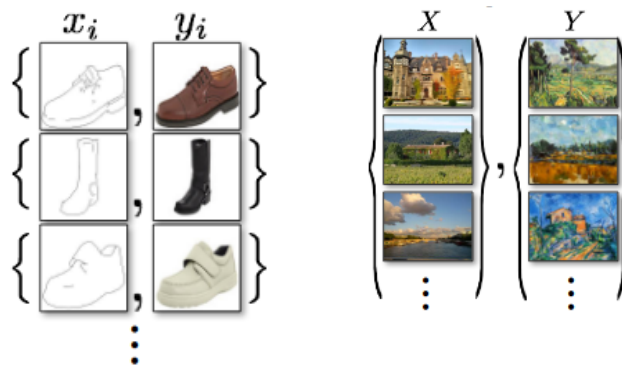 x_i y_i X Y
{ , }
{ , } { , }
{ , }
⋮ ⋮ ⋮